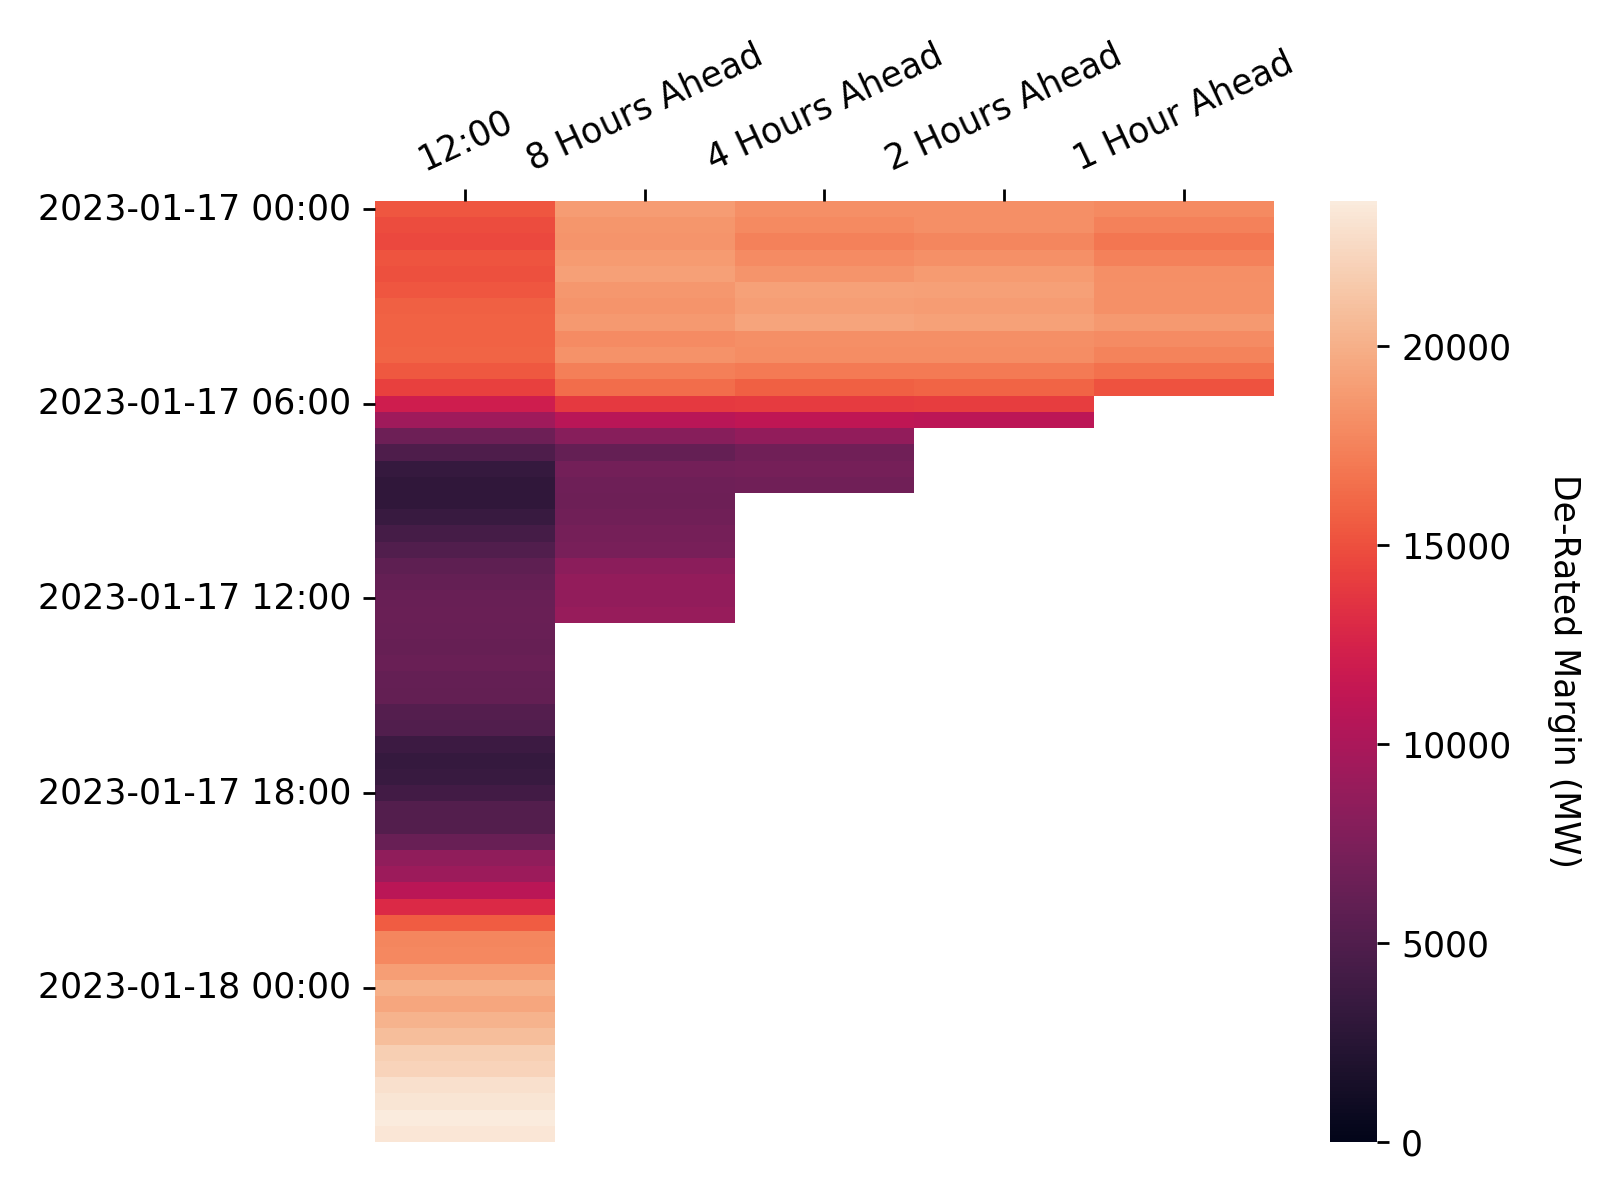 12:00
8 Hours Ahead
4 Hours Ahead
2 Hours Ahead
1 Hour Ahead
2023-01-17 00:00
2023-01-17 06:00
2023-01-17 12:00
2023-01-17 18:00
2023-01-18 00:00
20000
15000
10000
5000
0
De-Rated Margin (MW)